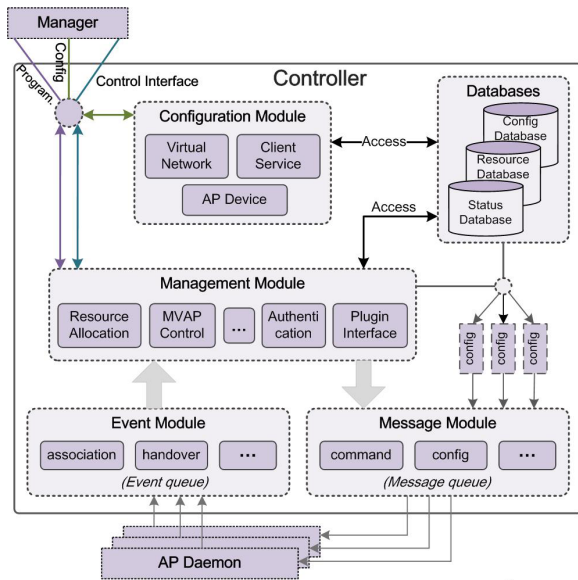 Manager
Program.
Config
Control Interface
Controller
Configuration Module
Virtual
Network
Client
Service
AP Device
Access
Access
Databases
Config
Database
Resource
Database
Status
Database
Management Module
Resource
Allocation
MVAP
Control
...
Authenti
cation
Plugin
Interface
config
config
config
Event Module
association
handover
...
(Event queue)
Message Module
command
config
...
(Message queue)
AP Daemon